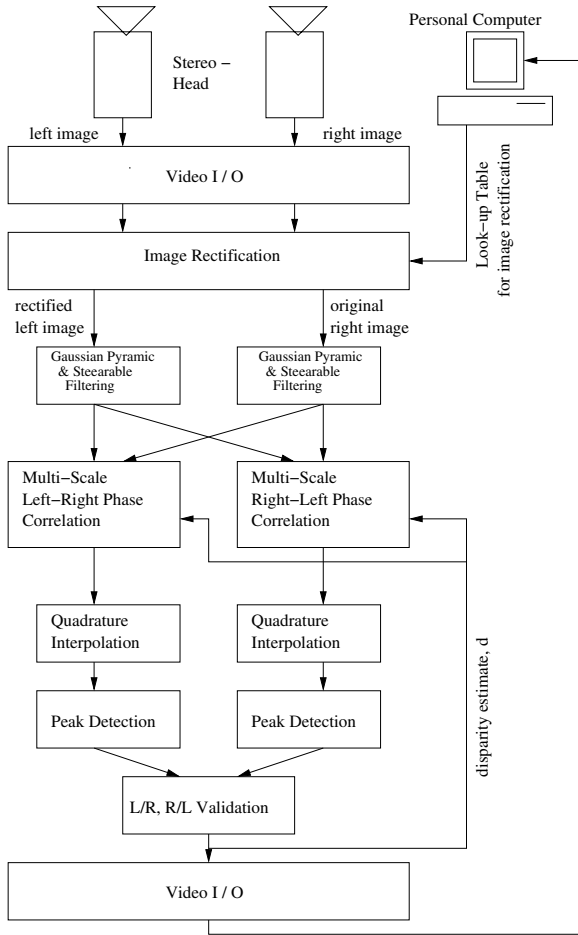 Personal Computer
Stereo −
Head
left image
right image
Video I / O
Look−up Table
for image rectification
Image Rectification
rectified
left image
original
right image
Gaussian Pyramic
& Steearable
Filtering
Gaussian Pyramic
& Steearable
Filtering
Multi−Scale
Left−Right Phase
Correlation
Multi−Scale
Right−Left Phase
Correlation
Quadrature
Interpolation
Quadrature
Interpolation
disparity estimate, d
Peak Detection
Peak Detection
L/R, R/L Validation
Video I / O